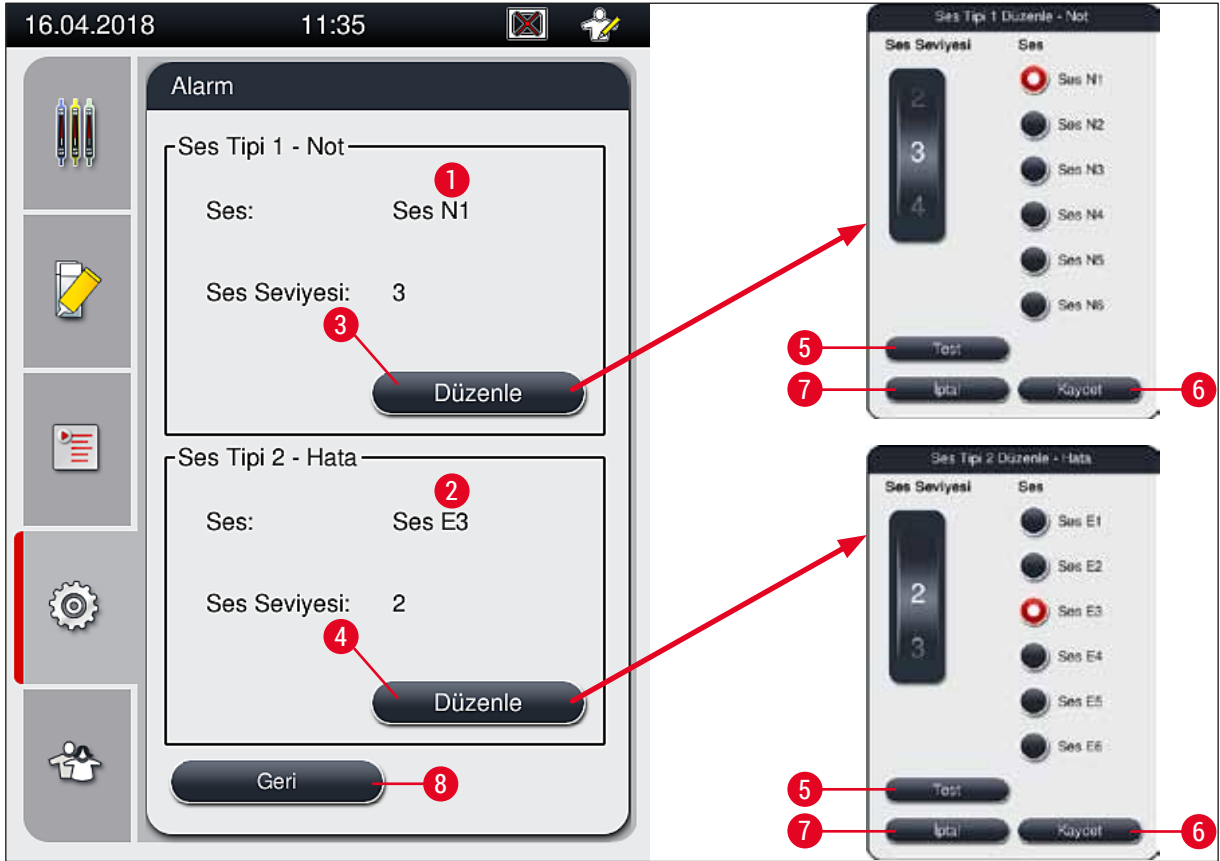 16.04.2018 11:35
Alarm
Ses Tipi 1 - Not
1
Ses: Ses N1
Ses Seviyesi: 3
3
Düzenle
Ses Tipi 2 - Hata
2
Ses: Ses E3
Ses Seviyesi: 2
4
Düzenle
Geri
8
Ses Tipi 1 Düzenle - Not
Ses Seviyesi Ses
2
3
4
Ses N1
Ses N2
Ses N3
Ses N4
Ses N5
Ses N6
5 Test
7 İptal Kaydet 6
Ses Tipi 2 Düzenle - Hata
Ses Seviyesi Ses
2
3
Ses E1
Ses E2
Ses E3
Ses E4
Ses E5
Ses E6
5 Test
7 İptal Kaydet 6